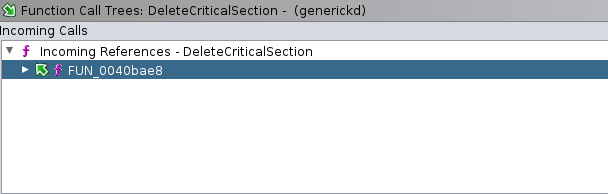 Function Call Trees: DeleteCriticalSection - (generickd)
Incoming Calls
f Incoming References - DeleteCriticalSection
f FUN_0040bae8